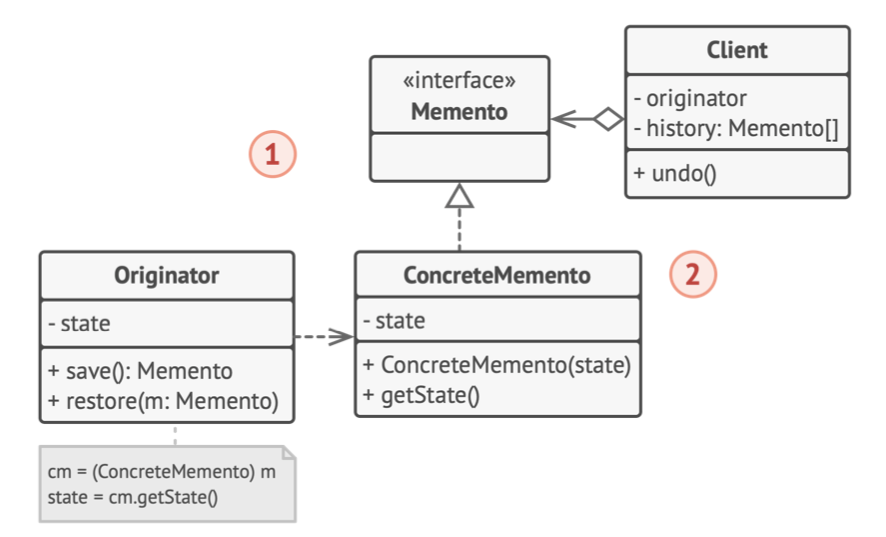 Client
- originator
- history: Memento[]
+ undo()
«interface»
Memento
1
Originator
- state
+ save(): Memento
+ restore(m: Memento)
ConcreteMemento
- state
+ ConcreteMemento(state)
+ getState()
2
cm = (ConcreteMemento) m
state = cm.getState()